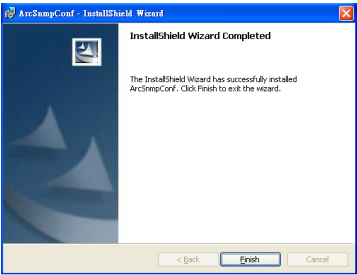 ArcSnmpConf - InstallShield Wizard
InstallShield Wizard Completed
The InstallShield Wizard has successfully installed
ArcSnmpConf. Click Finish to exit the wizard.
< Back
Finish
Cancel